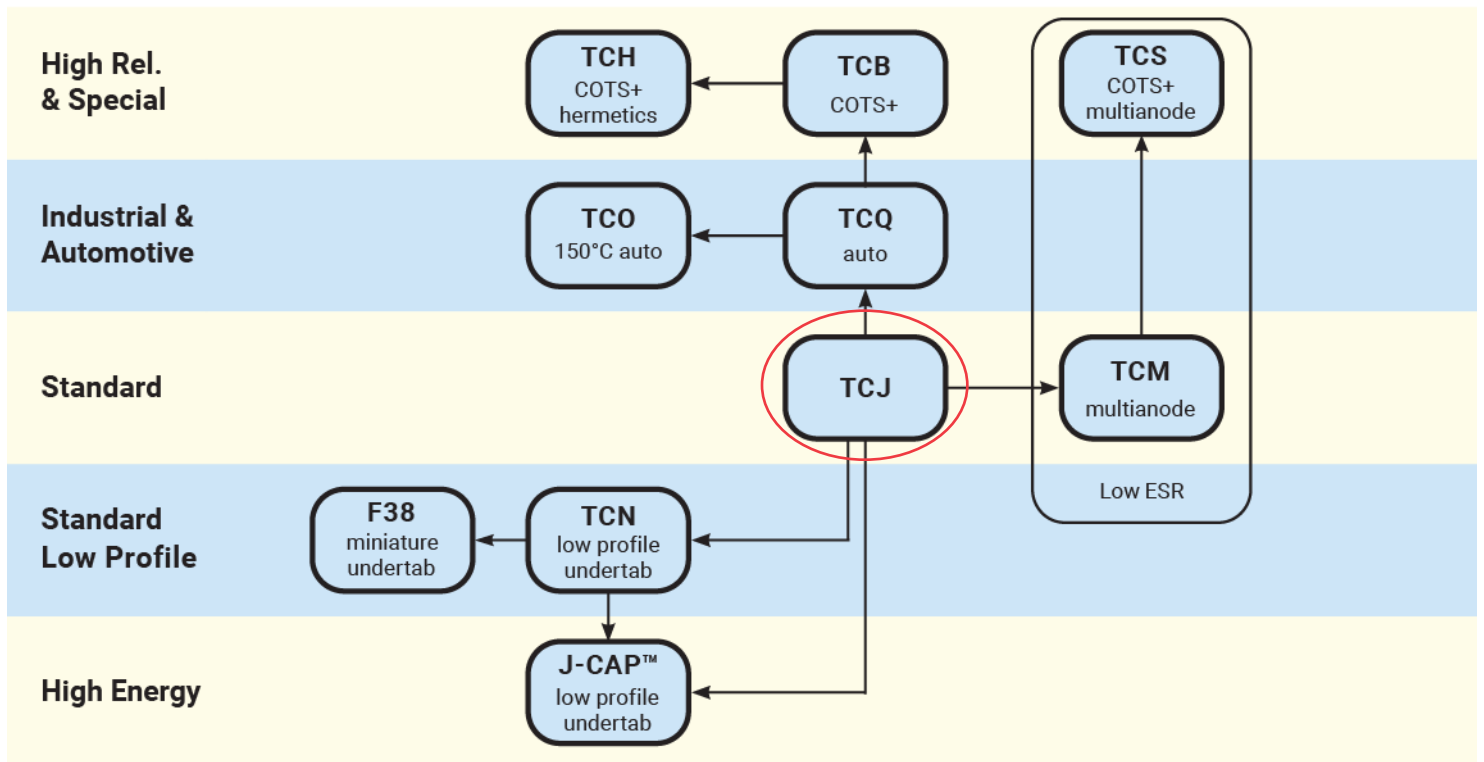 High Rel.
& Special
TCH
COTS+
hermetics
TCB
COTS+
TCS
COTS+
multianode
Industrial &
Automotive
TCO
150°C auto
TCQ
auto
Standard
TCJ
TCM
multianode
Low ESR
Standard
Low Profile
F38
miniature
undertab
TCN
low profile
undertab
High Energy
J-CAP™
low profile
undertab